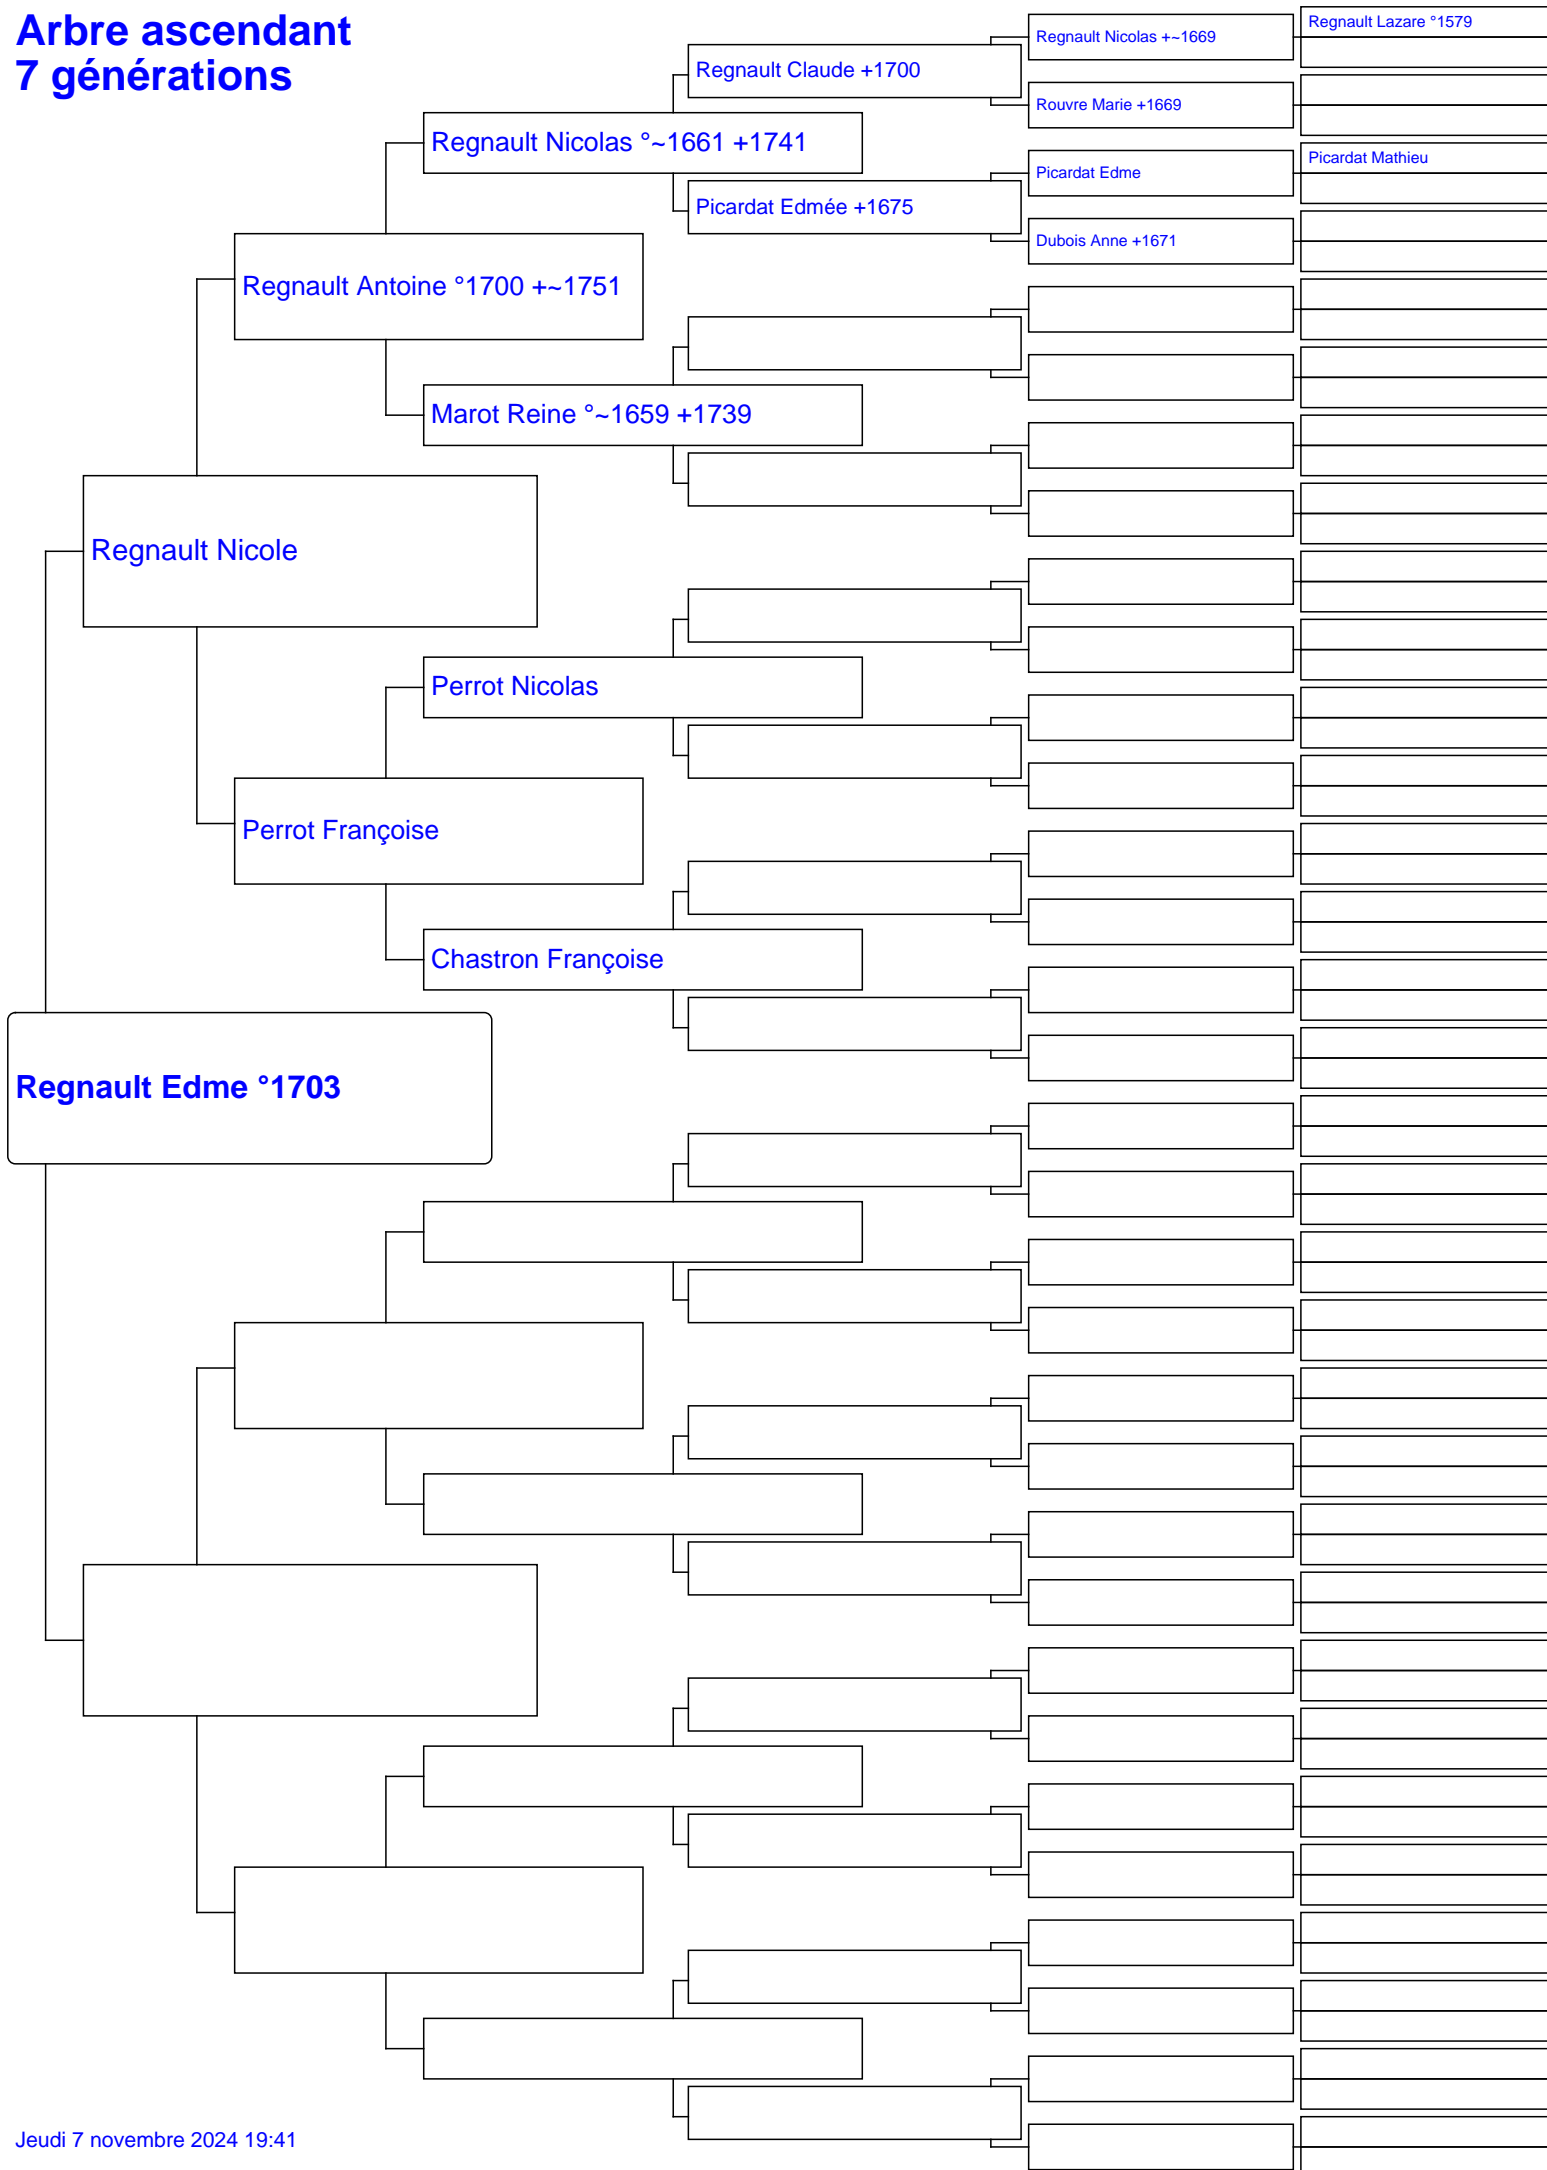 Arbre ascendant
7 générations
Regnault Lazare °1579
Regnault Nicolas +~1669
Regnault Claude +1700
Rouvre Marie +1669
Regnault Nicolas °~1661 +1741
Picardat Mathieu
Picardat Edme
Picardat Edmée +1675
Dubois Anne +1671
Regnault Antoine °1700 +~1751
Marot Reine °~1659 +1739
Regnault Nicole
Perrot Nicolas
Perrot Françoise
Chastron Françoise
Regnault Edme °1703
Jeudi 7 novembre 2024 19:41